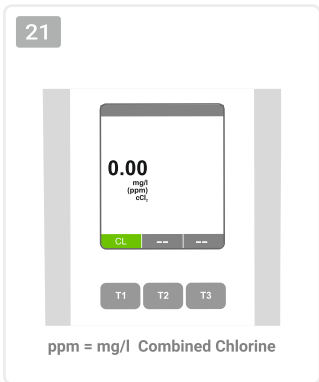 21
0.00
mg/l
(ppm)
cCl₂
CL -- --
T1 T2 T3
ppm = mg/l Combined Chlorine